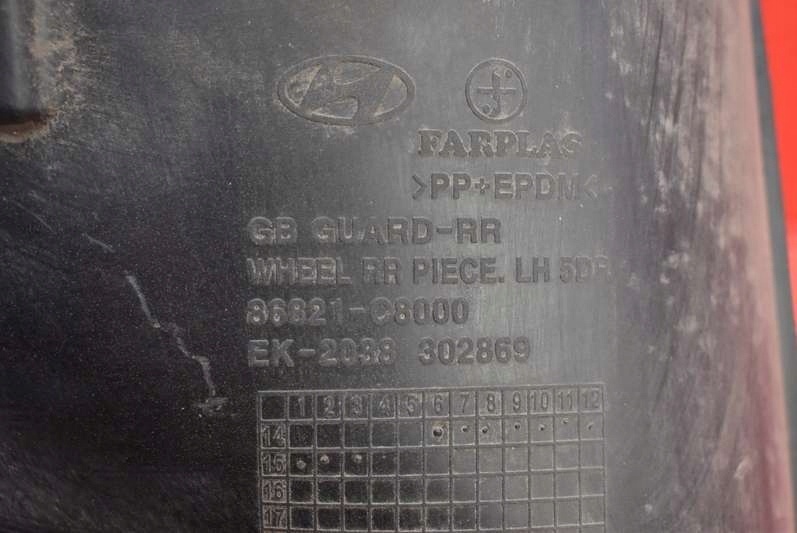 FARPLAS
>PP+EPDM<
GB GUARD-RR
WHEEL RR PIECE. LH 5DR
86821-C8000
EK-2038 302869
1 2 3 4 5 6 7 8 9 10 11 12
14
15
16
17